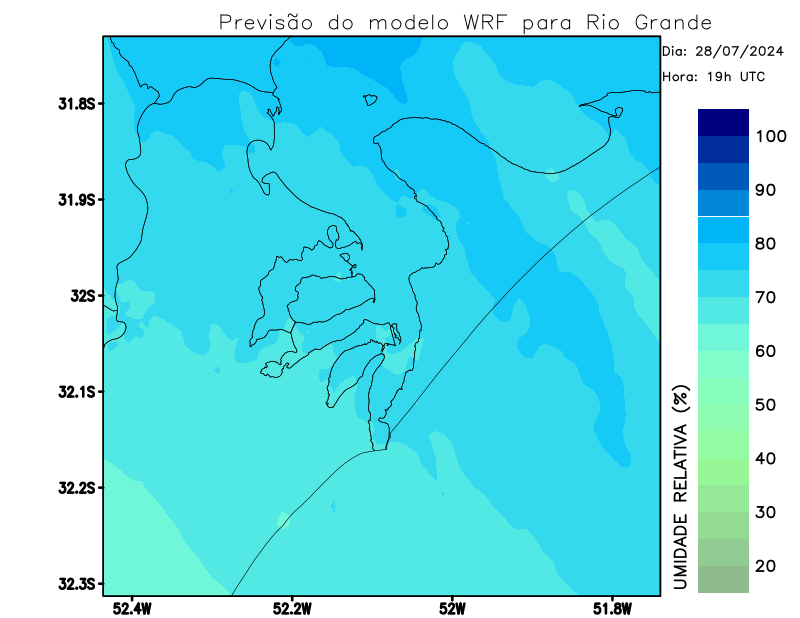 Previsão do modelo WRF para Rio Grande
Dia: 28/07/2024
Hora: 19h UTC
31.8S
31.9S
32S
32.1S
32.2S
32.3S
52.4W
52.2W
52W
51.8W
100
90
80
70
60
50
40
30
20
UMIDADE RELATIVA (%)